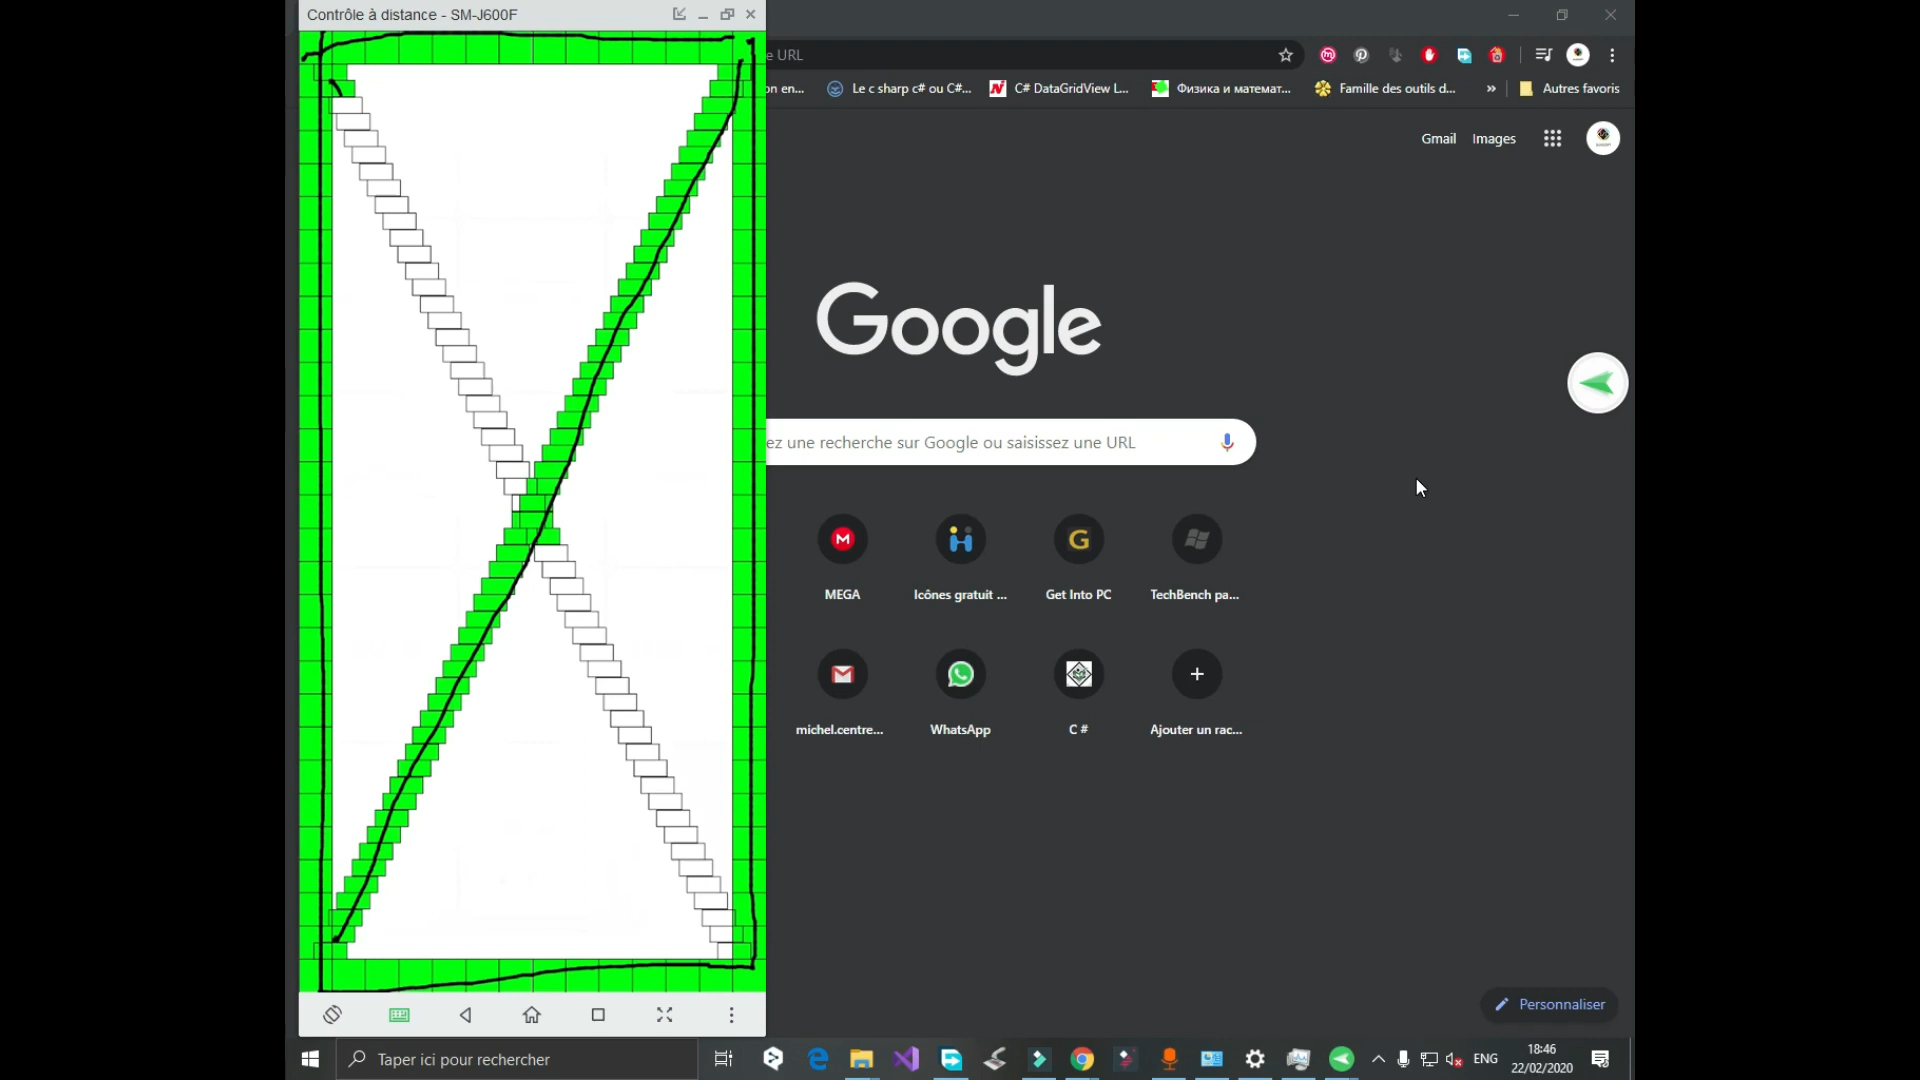 Contrôle à distance - SM-J600F
e URL
on en...
Le c sharp c# ou C#...
C# DataGridView L...
Физика и математ...
Famille des outils d...
»
Autres favoris
Gmail
Images
Google
ez une recherche sur Google ou saisissez une URL
MEGA
Icônes gratuit ...
Get Into PC
TechBench pa...
michel.centre...
WhatsApp
C #
Ajouter un rac...
Personnaliser
Taper ici pour rechercher
ENG
18:46
22/02/2020